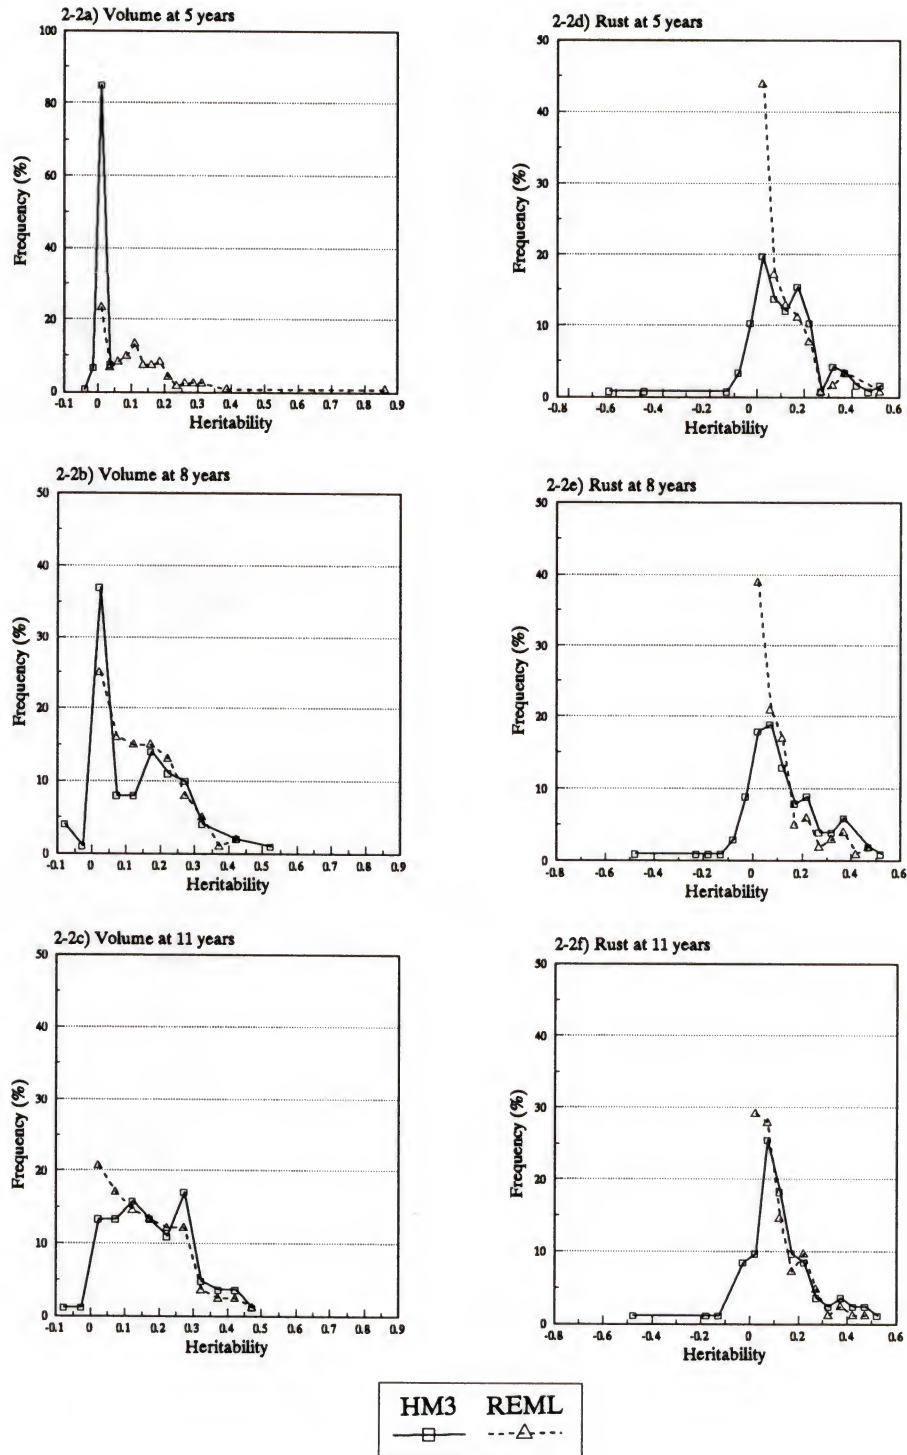 2-2a) Volume at 5 years
100
80
60
40
20
0
Frequency (%)
-0.1 0 0.1 0.2 0.3 0.4 0.5 0.6 0.7 0.8 0.9
Heritability
2-2d) Rust at 5 years
50
40
30
20
10
0
Frequency (%)
-0.8 -0.6 -0.4 -0.2 0 0.2 0.4 0.6
Heritability
2-2b) Volume at 8 years
50
40
30
20
10
0
Frequency (%)
-0.1 0 0.1 0.2 0.3 0.4 0.5 0.6 0.7 0.8 0.9
Heritability
2-2e) Rust at 8 years
50
40
30
20
10
0
Frequency (%)
-0.8 -0.6 -0.4 -0.2 0 0.2 0.4 0.6
Heritability
2-2c) Volume at 11 years
50
40
30
20
10
0
Frequency (%)
-0.1 0 0.1 0.2 0.3 0.4 0.5 0.6 0.7 0.8 0.9
Heritability
2-2f) Rust at 11 years
50
40
30
20
10
0
Frequency (%)
-0.8 -0.6 -0.4 -0.2 0 0.2 0.4 0.6
Heritability
HM3 REML